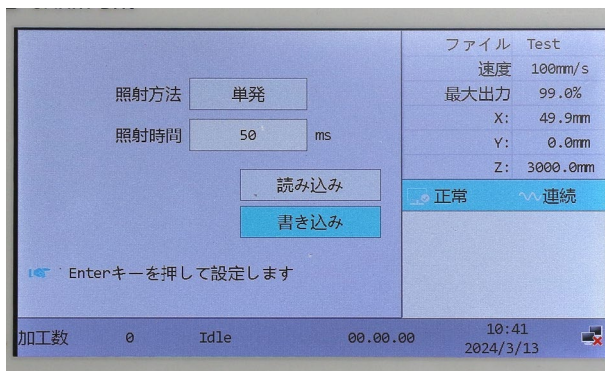 照射方法 単発
照射時間 50 ms
読み込み
書き込み
Enterキーを押して設定します
ファイル Test
速度 100mm/s
最大出力 99.0%
X: 49.9mm
Y: 0.0mm
Z: 3000.0mm
正常 連続
加工数 0 Idle 00.00.00 10:41
2024/3/13